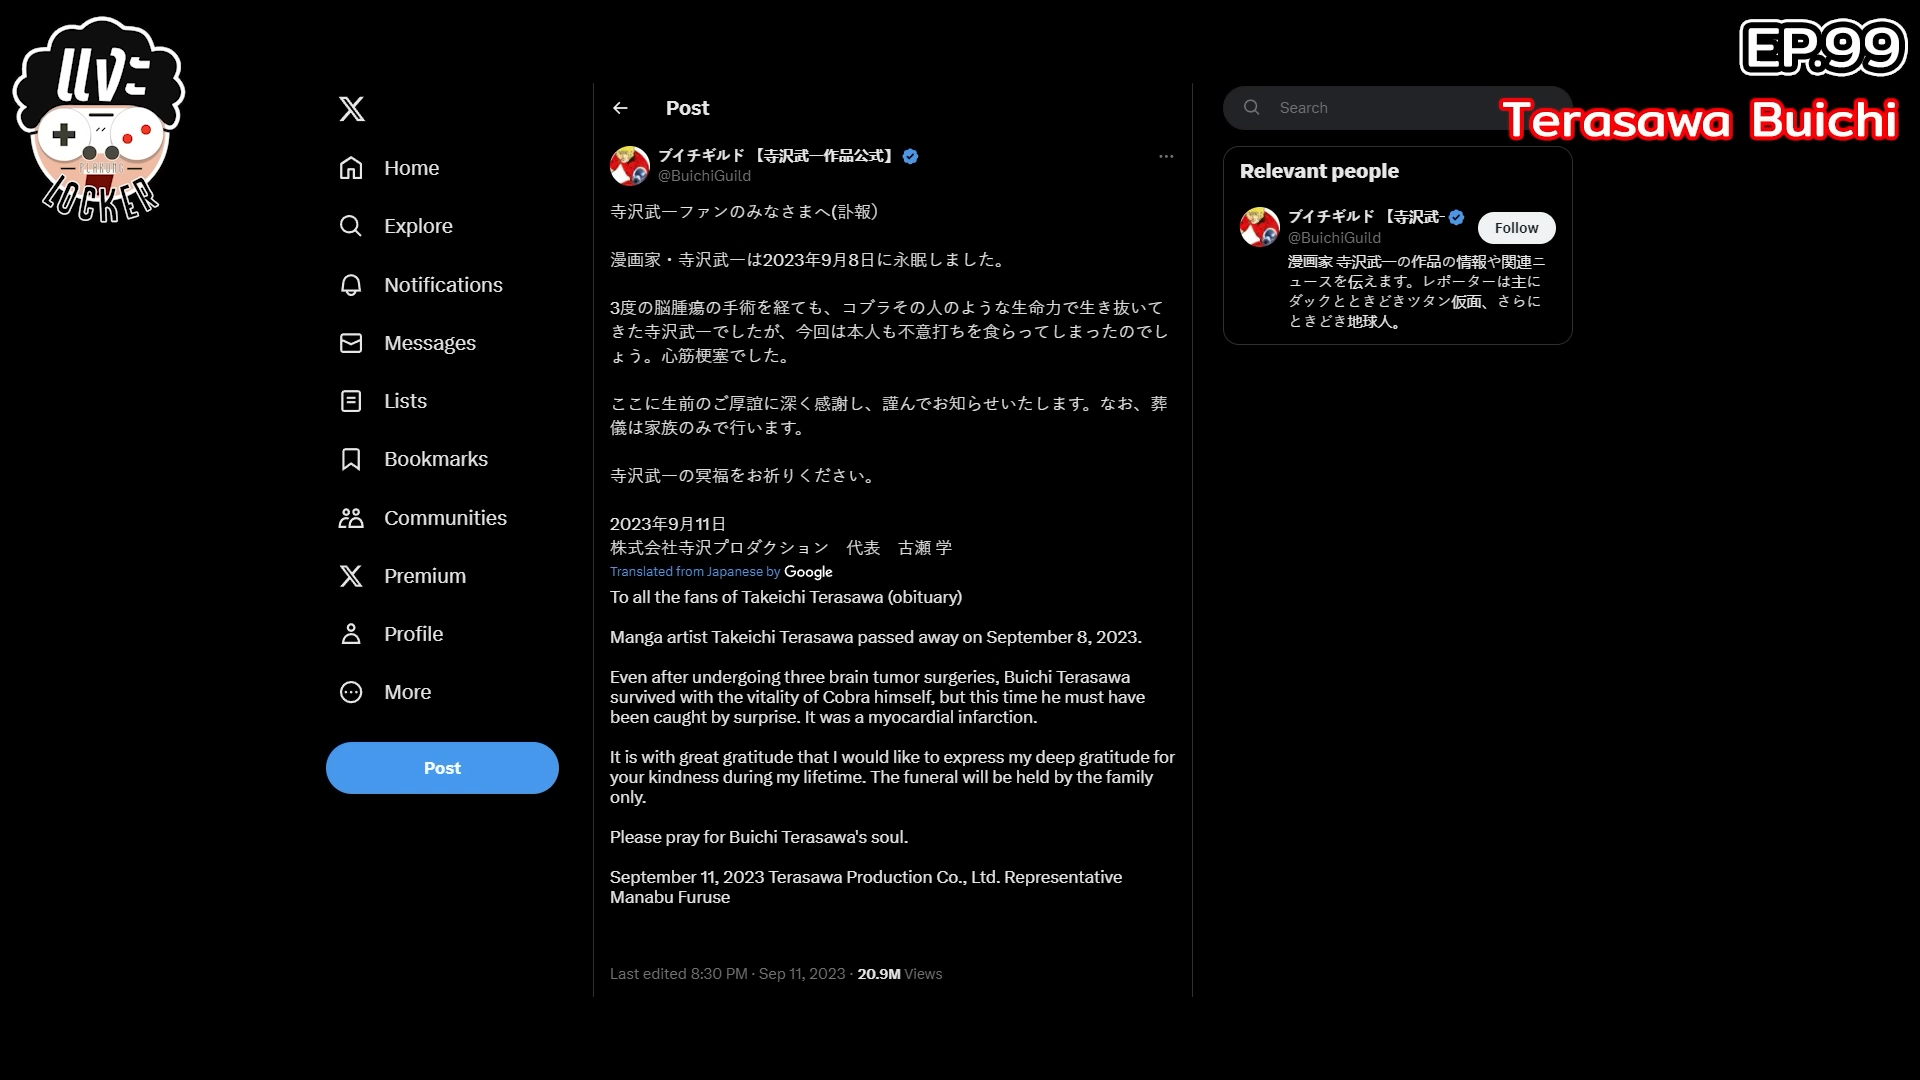 LIVE
PLAKUNG
LOCKER
EP.99
Terasawa Buichi
Home
Explore
Notifications
Messages
Lists
Bookmarks
Communities
Premium
Profile
More
Post
Post
ブイチギルド 【寺沢武一作品公式】
@BuichiGuild
寺沢武一ファンのみなさまへ(訃報）
漫画家・寺沢武一は2023年9月8日に永眠しました。
3度の脳腫瘍の手術を経ても、コブラその人のような生命力で生き抜いて
きた寺沢武一でしたが、今回は本人も不意打ちを食らってしまったのでし
ょう。心筋梗塞でした。
ここに生前のご厚誼に深く感謝し、謹んでお知らせいたします。なお、葬
儀は家族のみで行います。
寺沢武一の冥福をお祈りください。
2023年9月11日
株式会社寺沢プロダクション　代表　古瀬 学
Translated from Japanese by Google
To all the fans of Takeichi Terasawa (obituary)
Manga artist Takeichi Terasawa passed away on September 8, 2023.
Even after undergoing three brain tumor surgeries, Buichi Terasawa
survived with the vitality of Cobra himself, but this time he must have
been caught by surprise. It was a myocardial infarction.
It is with great gratitude that I would like to express my deep gratitude for
your kindness during my lifetime. The funeral will be held by the family
only.
Please pray for Buichi Terasawa's soul.
September 11, 2023 Terasawa Production Co., Ltd. Representative
Manabu Furuse
Last edited 8:30 PM · Sep 11, 2023 · 20.9M Views
Search
Relevant people
ブイチギルド 【寺沢武一
@BuichiGuild
Follow
漫画家 寺沢武一の作品の情報や関連ニ
ュースを伝えます。レポーターは主に
ダックとときどきツタン仮面、さらに
ときどき地球人。